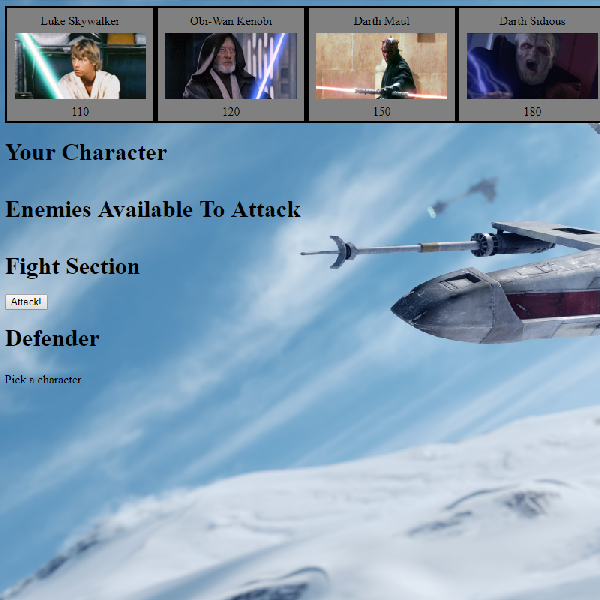 Luke Skywalker Obi-Wan Kenobi Darth Maul Darth Sidious
110 120 150 180
Your Character
Enemies Available To Attack
Fight Section
Attack!
Defender
Pick a character